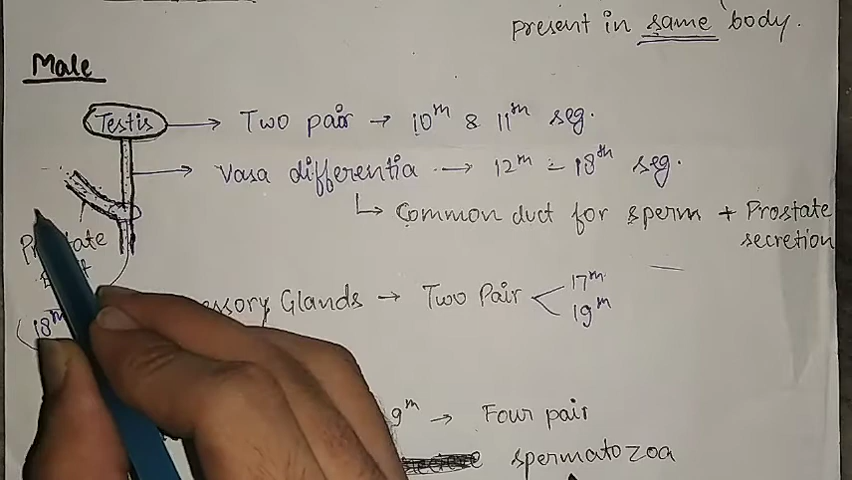 present in same body.
Male
Testis → Two pair → 10th & 11th seg.
Vasa differentia → 12th - 18th seg.
↳ Common duct for sperm + Prostate
secretion
Glands → Two Pair < 17th
19th
(18th
→ Four pair
spermatozoa